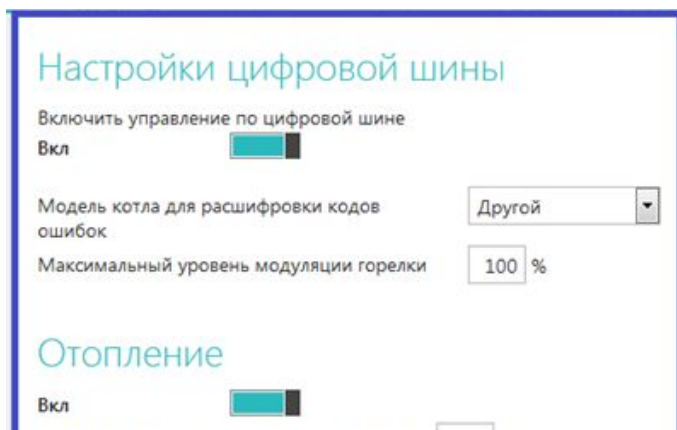 Настройки цифровой шины
Включить управление по цифровой шине
Вкл
Модель котла для расшифровки кодов Другой
ошибок
Максимальный уровень модуляции горелки 100 %
Отопление
Вкл